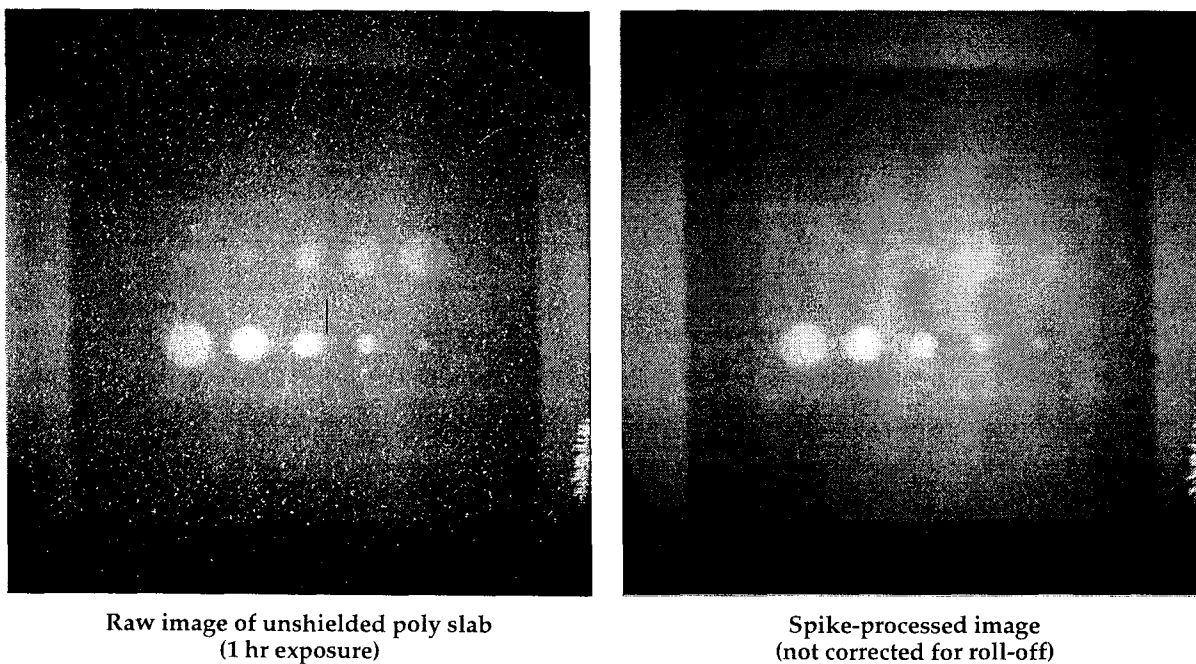 Raw image of unshielded poly slab
(1 hr exposure)
Spike-processed image
(not corrected for roll-off)